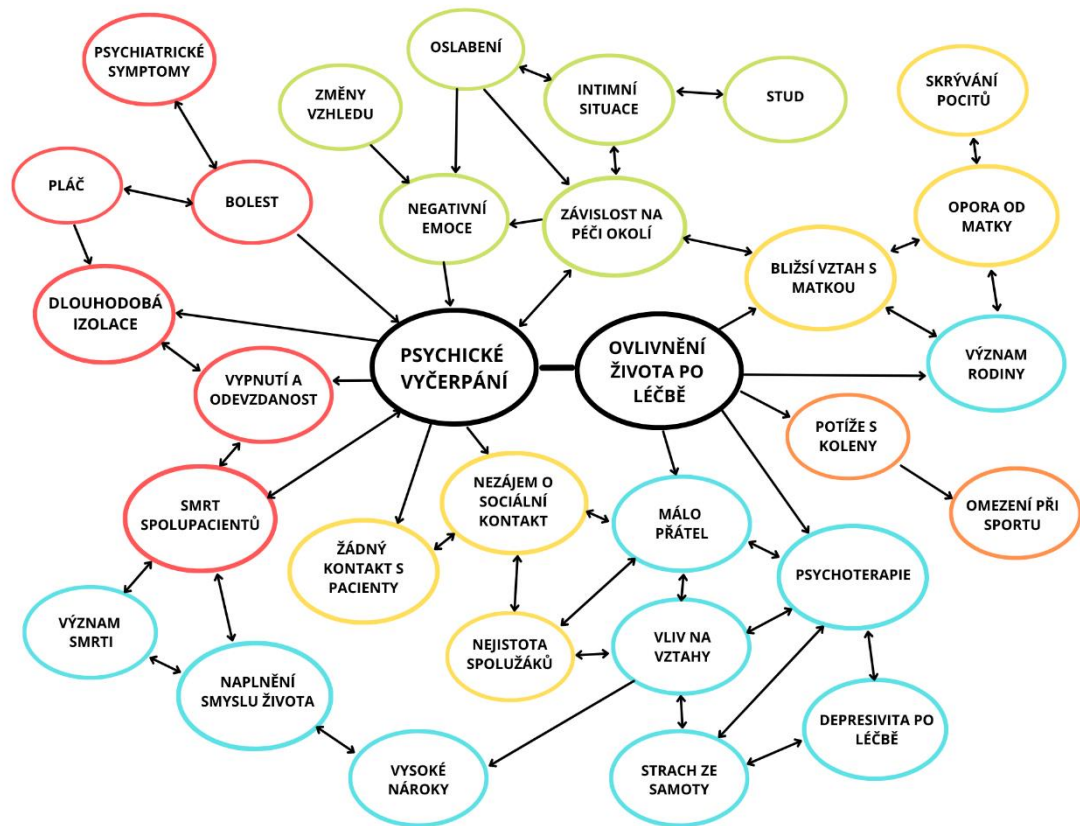 PSYCHIATRICKÉ
SYMPTOMY
OSLABENÍ
ZMĚNY
VZHLEDU
INTIMNÍ
SITUACE
STUD
SKRÝVÁNÍ
POCITŮ
PLÁČ
BOLEST
NEGATIVNÍ
EMOCE
ZÁVISLOST NA
PÉČI OKOLÍ
OPORA OD
MATKY
BLIŽSÍ VZTAH S
MATKOU
DLOUHODOBÁ
IZOLACE
PSYCHICKÉ
VYČERPÁNÍ
OVLIVNĚNÍ
ŽIVOTA PO
LÉČBĚ
VÝZNAM
RODINY
VYPNUTÍ A
ODEVZDANOST
POTÍŽE S
KOLENY
SMRT
SPOLUPACIENTŮ
NEZÁJEM O
SOCIÁLNÍ
KONTAKT
MÁLO
PŘÁTEL
OMEZENÍ PŘI
SPORTU
ŽÁDNÝ
KONTAKT S
PACIENTY
PSYCHOTERAPIE
VÝZNAM
SMRTI
NEJISTOTA
SPOLUŽÁKŮ
VLIV NA
VZTAHY
NAPLNĚNÍ
SMYSLU ŽIVOTA
DEPRESIVITA PO
LÉČBĚ
VYSOKÉ
NÁROKY
STRACH ZE
SAMOTY